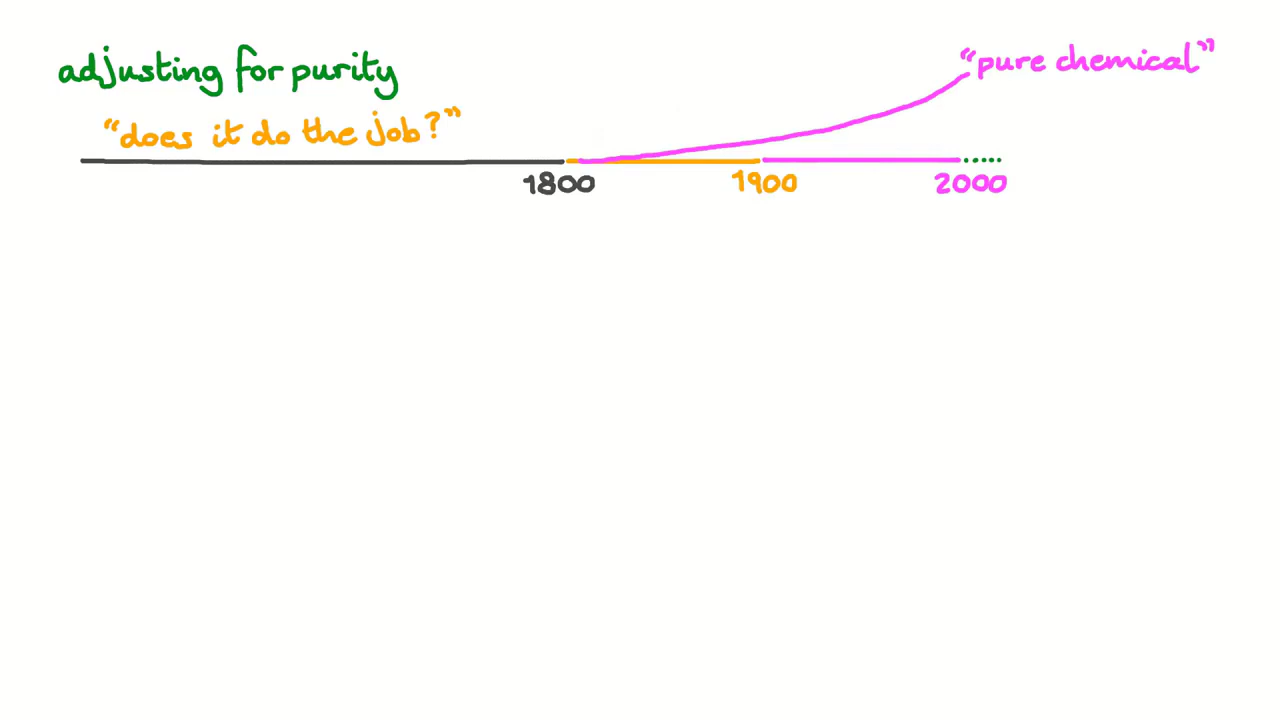 adjusting for purity
“pure chemical”
“does it do the job?”
1800
1900
2000